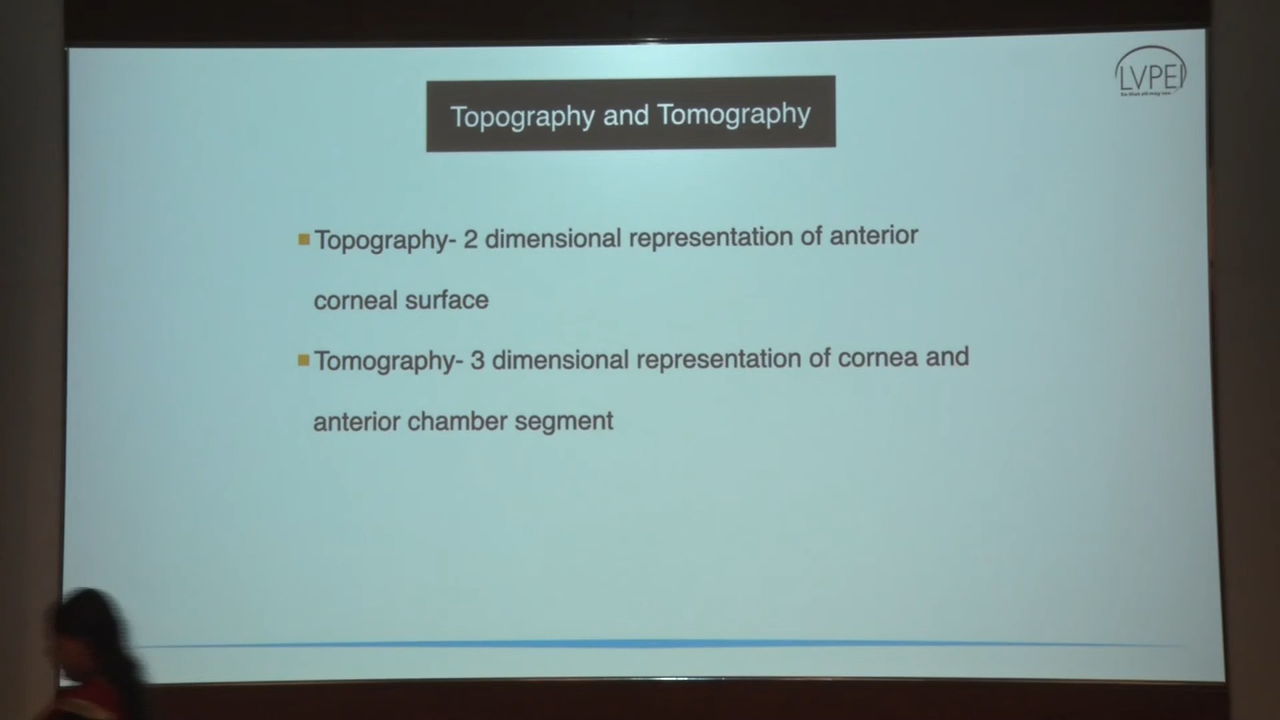 LVPEI
Topography and Tomography
Topography- 2 dimensional representation of anterior
corneal surface
Tomography- 3 dimensional representation of cornea and
anterior chamber segment